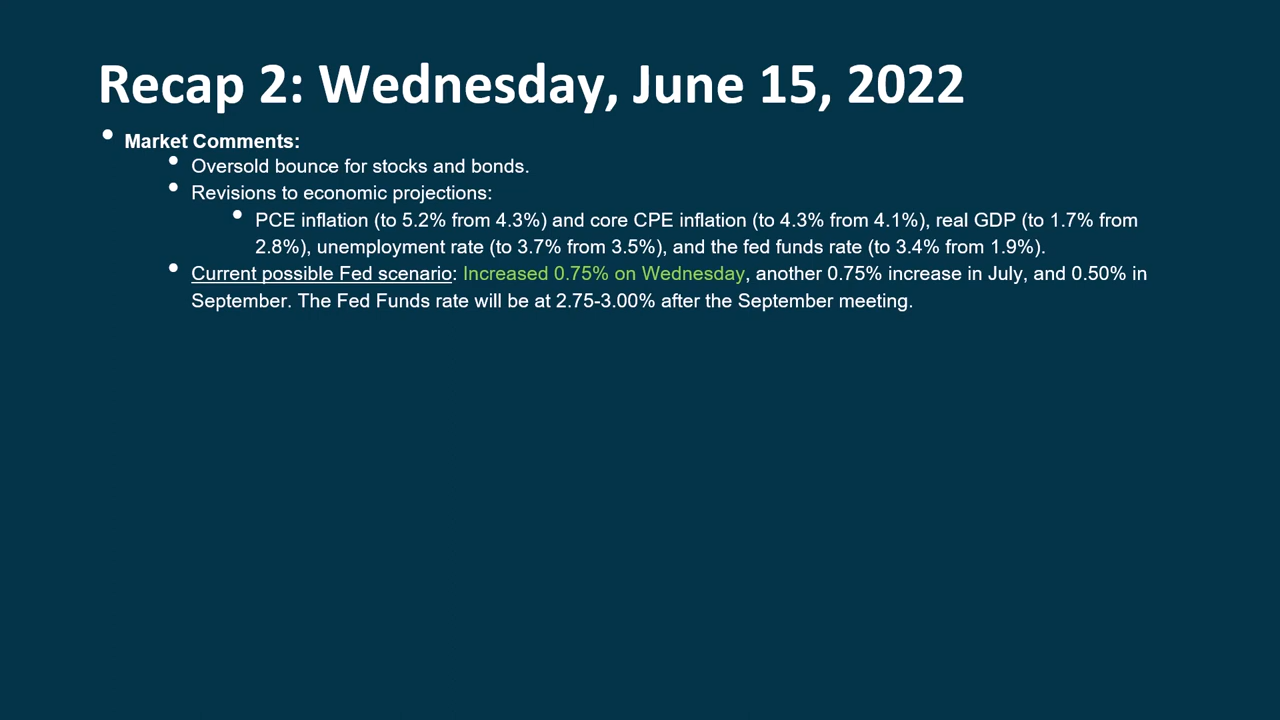 Recap 2: Wednesday, June 15, 2022
• Market Comments:
• Oversold bounce for stocks and bonds.
• Revisions to economic projections:
• PCE inflation (to 5.2% from 4.3%) and core CPE inflation (to 4.3% from 4.1%), real GDP (to 1.7% from
2.8%), unemployment rate (to 3.7% from 3.5%), and the fed funds rate (to 3.4% from 1.9%).
• Current possible Fed scenario: Increased 0.75% on Wednesday, another 0.75% increase in July, and 0.50% in
September. The Fed Funds rate will be at 2.75-3.00% after the September meeting.